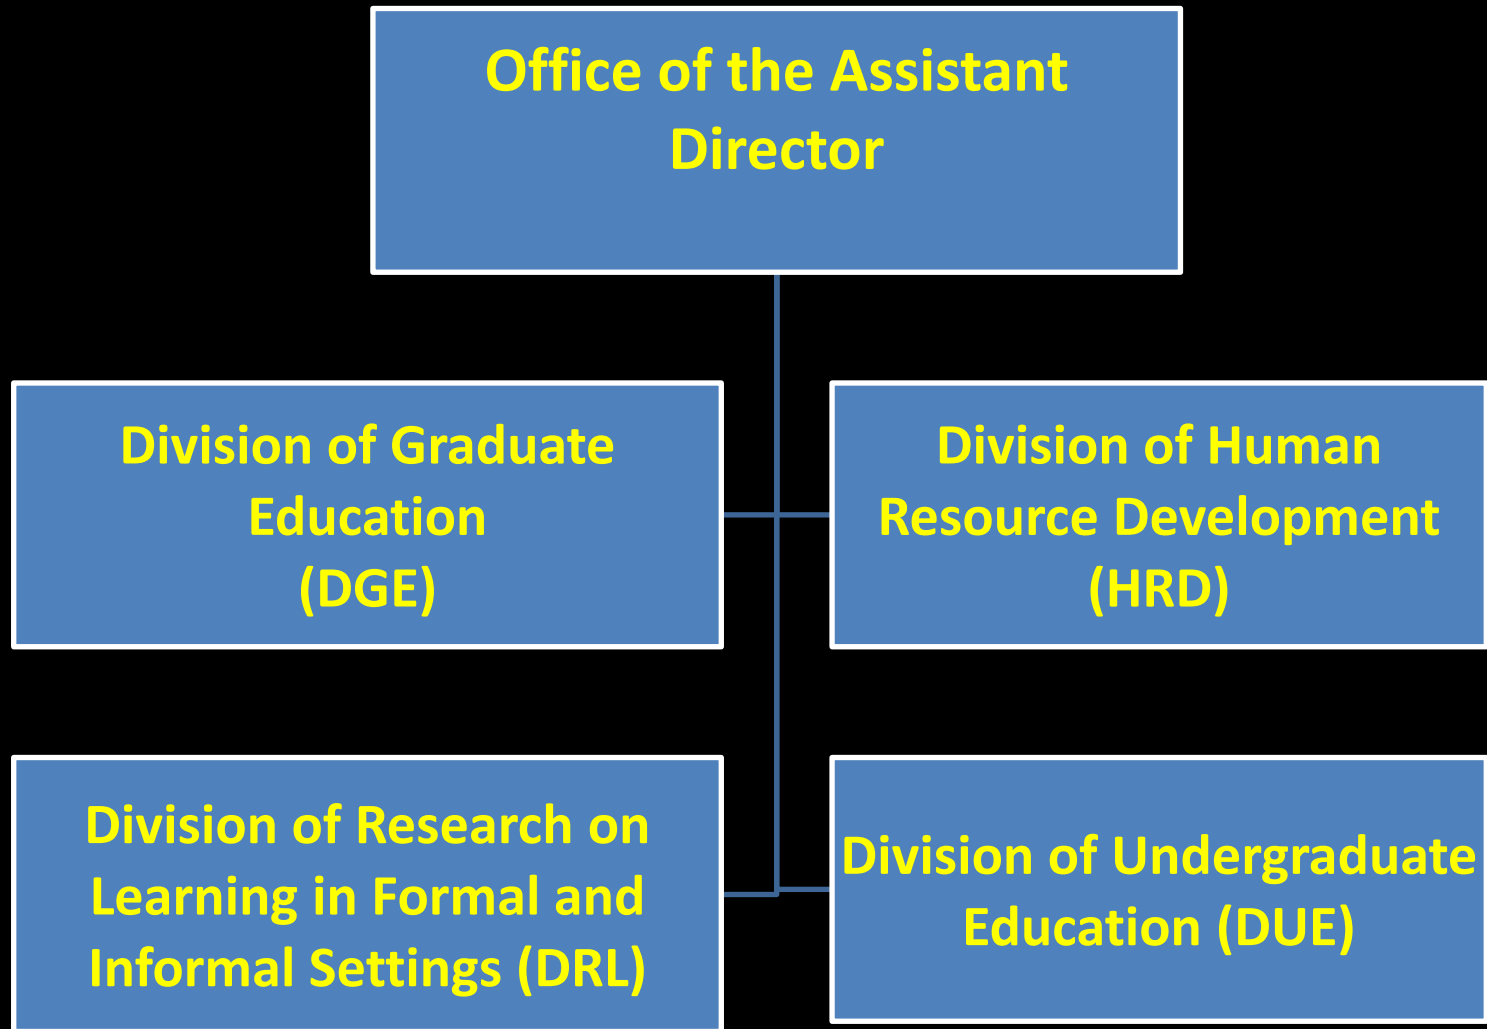 Office of the Assistant
Director
Division of Graduate
Education
(DGE)
Division of Human
Resource Development
(HRD)
Division of Research on
Learning in Formal and
Informal Settings (DRL)
Division of Undergraduate
Education (DUE)